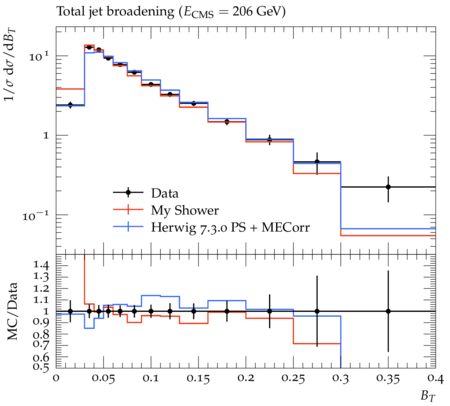 Total jet broadening (E_CMS = 206 GeV)
1/σ dσ/dB_T
10^1
1
10^−1
Data
My Shower
Herwig 7.3.0 PS + MECorr
MC/Data
1.4
1.3
1.2
1.1
1
0.9
0.8
0.7
0.6
0.5
0 0.05 0.1 0.15 0.2 0.25 0.3 0.35 0.4
B_T